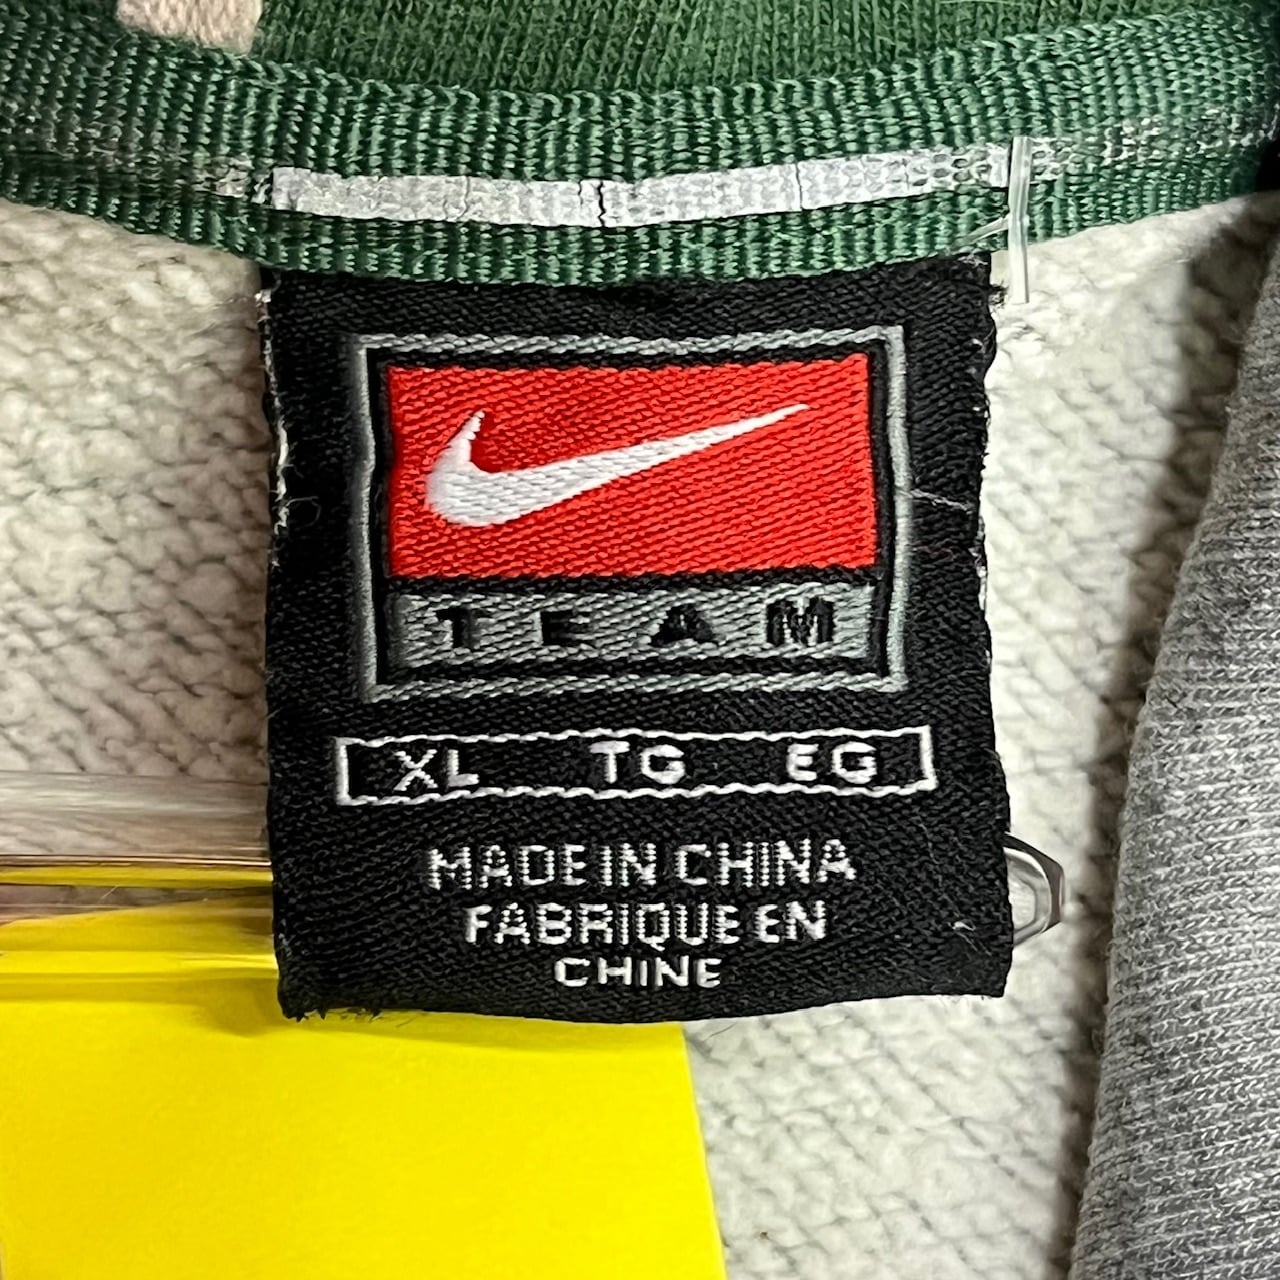 TEAM
XL TG EG
MADE IN CHINA
FABRIQUE EN
CHINE